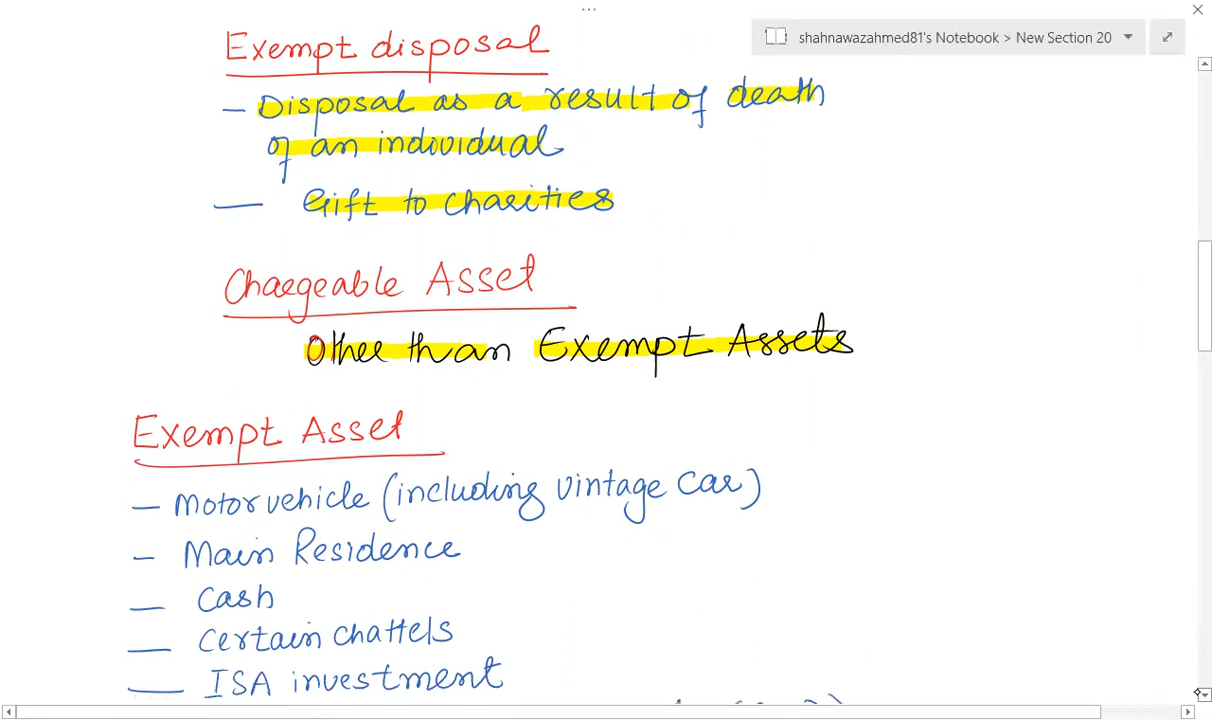 shahnawazahmed81's Notebook > New Section 20
Exempt disposal
- Disposal as a result of death
of an individual
- Gift to charities
Chargeable Asset
Other than Exempt Assets
Exempt Asset
- Motor vehicle (including vintage car)
- Main Residence
- Cash
- Certain chattels
- ISA investment